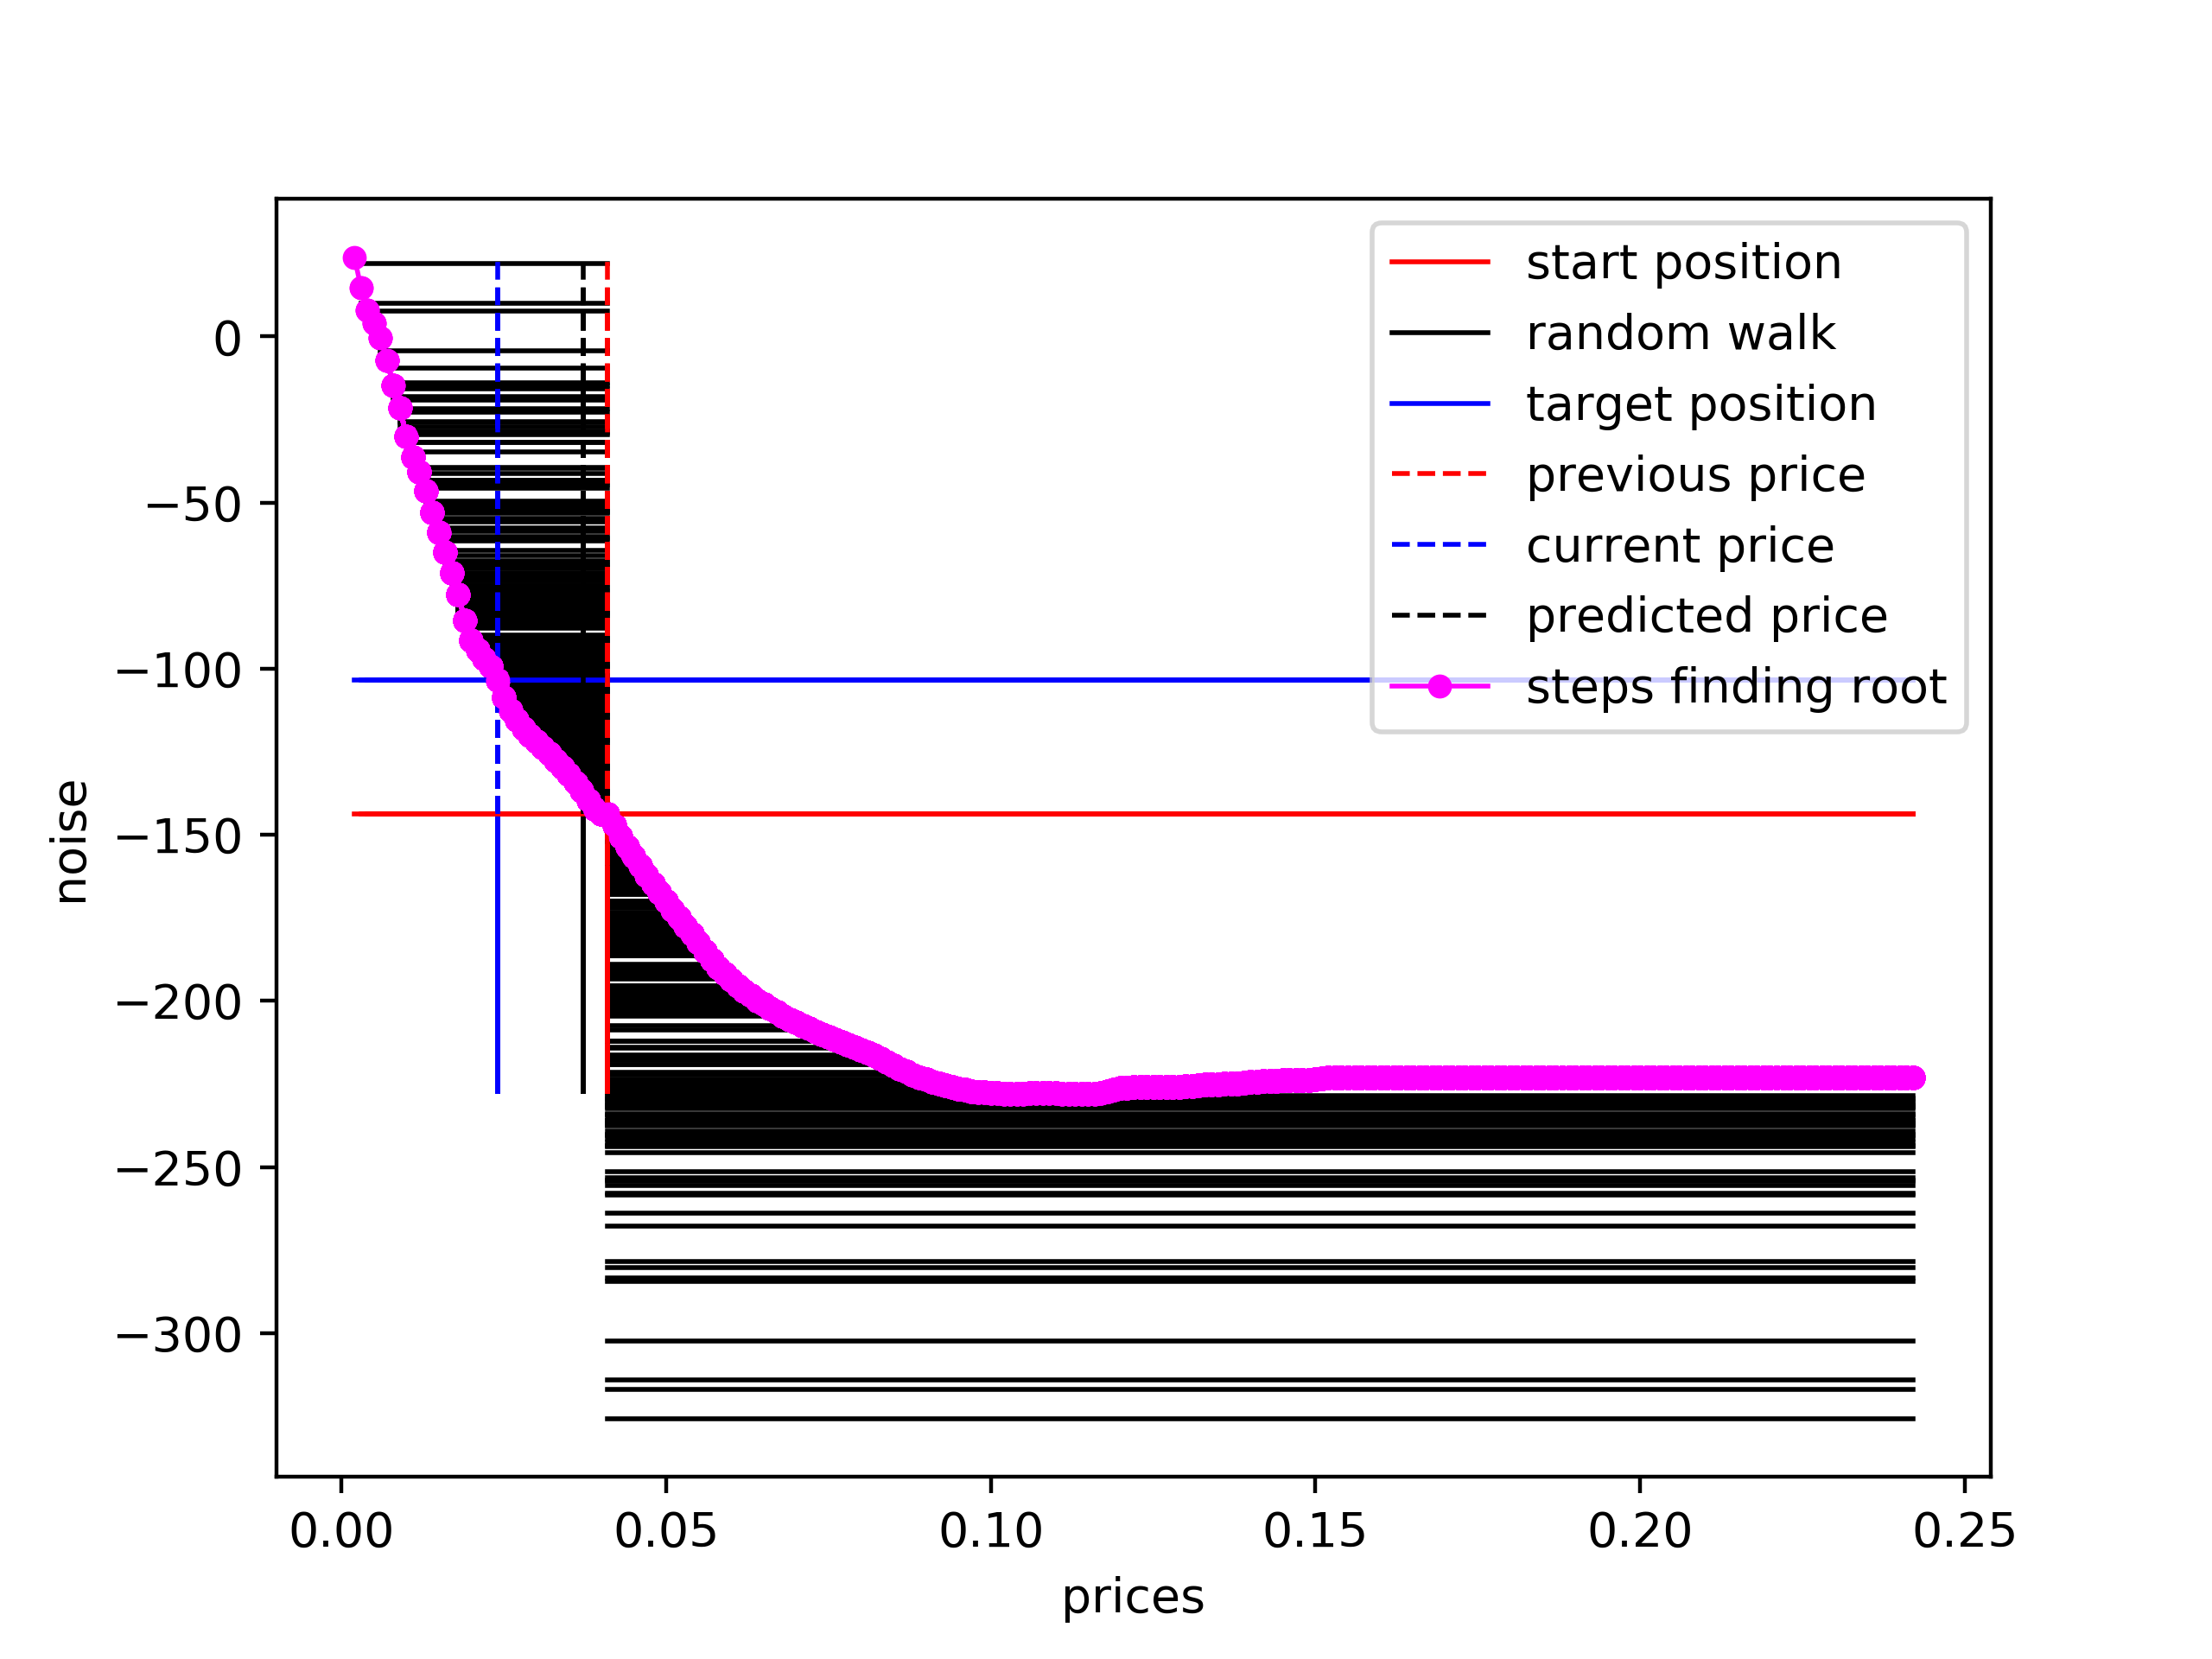 start position
random walk
target position
previous price
current price
predicted price
steps finding root
0
−50
−100
−150
−200
−250
−300
noise
0.00 0.05 0.10 0.15 0.20 0.25
prices